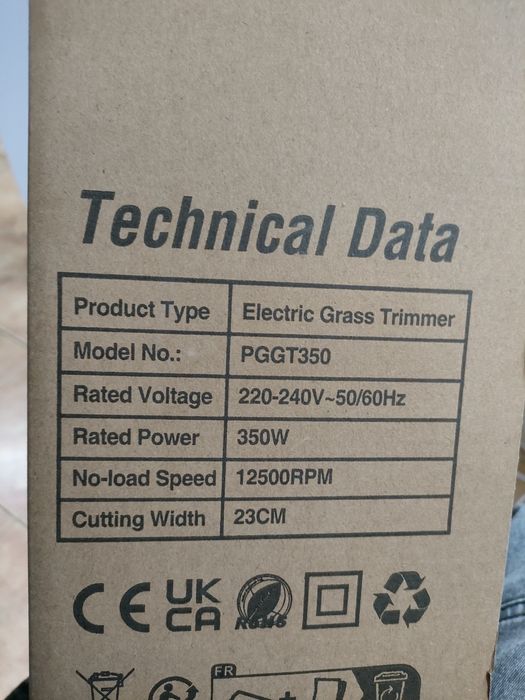 Technical Data
Product Type Electric Grass Trimmer
Model No.: PGGT350
Rated Voltage 220-240V~50/60Hz
Rated Power 350W
No-load Speed 12500RPM
Cutting Width 23CM
CE UK CA RoHS
FR